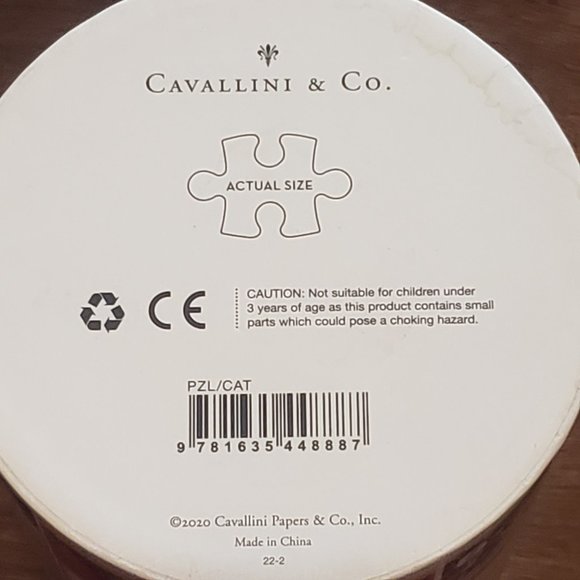 CAVALLINI & CO.
ACTUAL SIZE
CE
CAUTION: Not suitable for children under
3 years of age as this product contains small
parts which could pose a choking hazard.
PZL/CAT
9 781635 448887
©2020 Cavallini Papers & Co., Inc.
Made in China
22-2